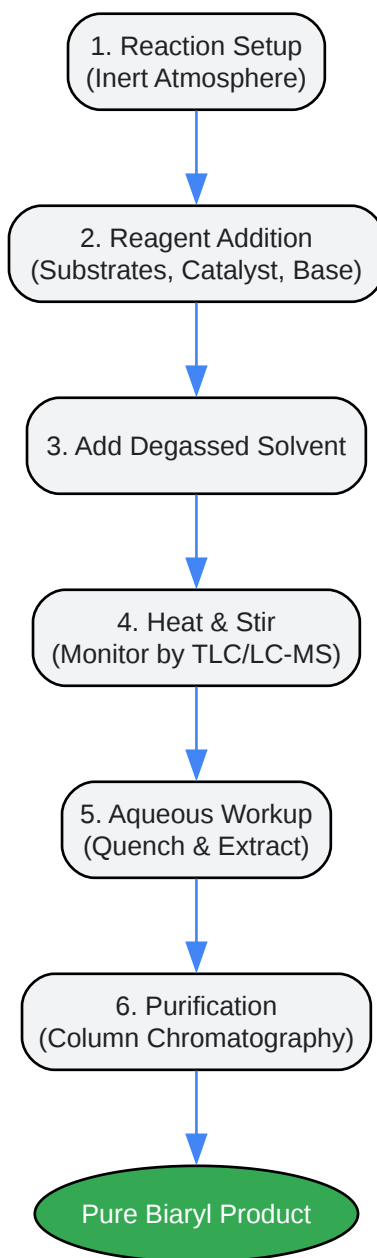 1. Reaction Setup
(Inert Atmosphere)
2. Reagent Addition
(Substrates, Catalyst, Base)
3. Add Degassed Solvent
4. Heat & Stir
(Monitor by TLC/LC-MS)
5. Aqueous Workup
(Quench & Extract)
6. Purification
(Column Chromatography)
Pure Biaryl Product